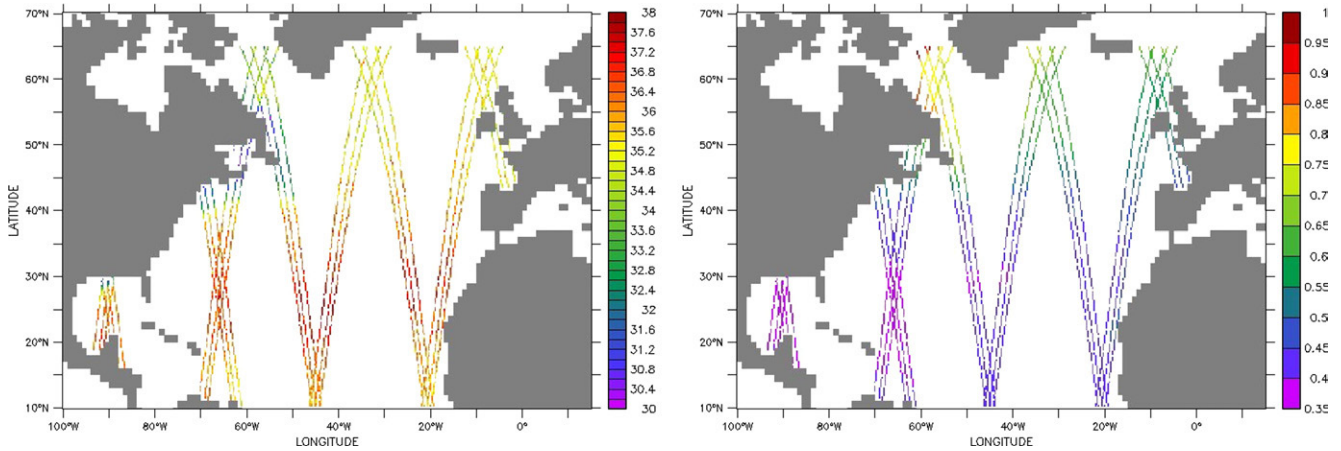 70°N
60°N
50°N
40°N
30°N
20°N
10°N
LATITUDE
100°W
80°W
60°W
40°W
20°W
0°
LONGITUDE
38
37.6
37.2
36.8
36.4
36
35.6
35.2
34.8
34.4
34
33.6
33.2
32.8
32.4
32
31.6
31.2
30.8
30.4
30
70°N
60°N
50°N
40°N
30°N
20°N
10°N
LATITUDE
100°W
80°W
60°W
40°W
20°W
0°
LONGITUDE
1
0.95
0.9
0.85
0.8
0.75
0.7
0.65
0.6
0.55
0.5
0.45
0.4
0.35